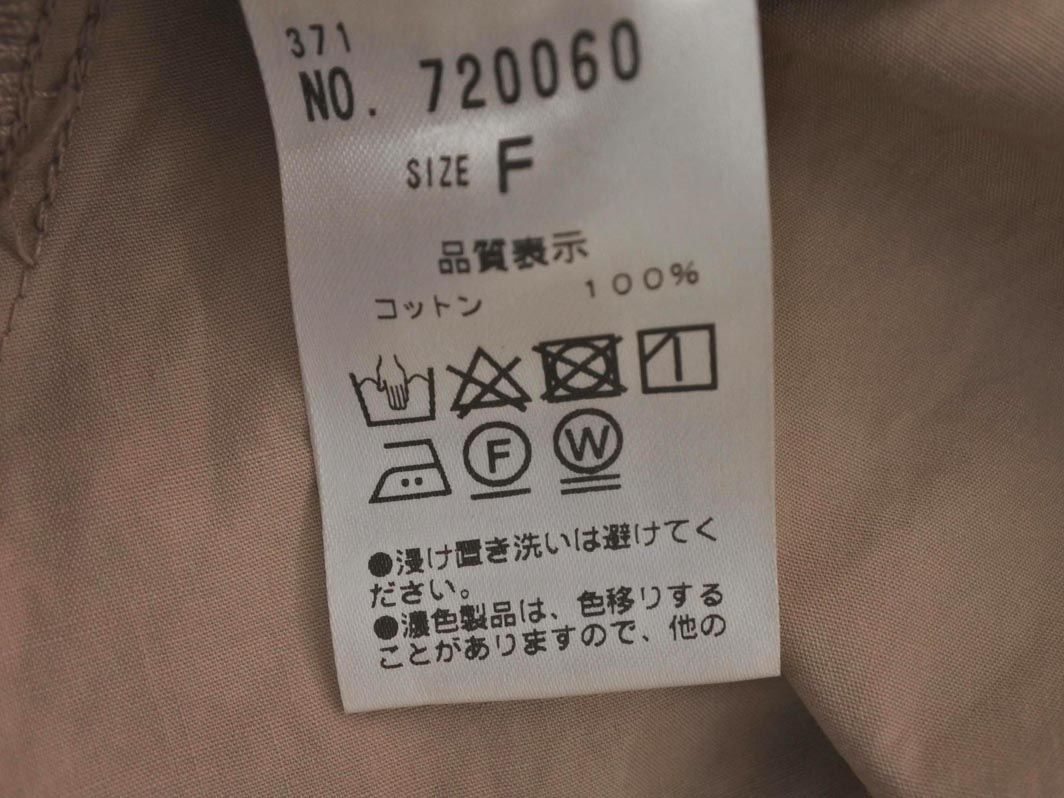 371
NO. 720060
SIZE F
品質表示
コットン 100%
F W
●浸け置き洗いは避けてく
ださい。
●濃色製品は、色移りする
ことがありますので、他の